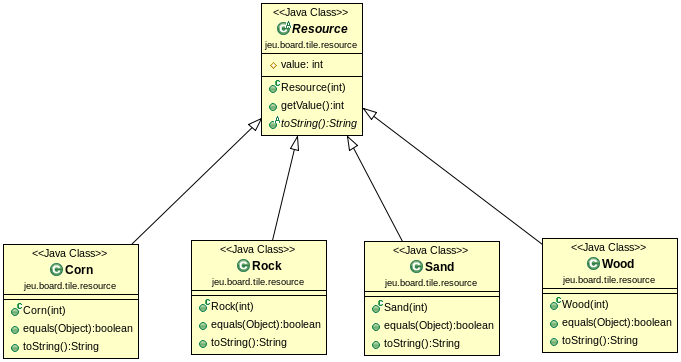 <<Java Class>>
Resource
jeu.board.tile.resource
value: int
Resource(int)
getValue():int
toString():String
<<Java Class>>
Corn
jeu.board.tile.resource
Corn(int)
equals(Object):boolean
toString():String
<<Java Class>>
Rock
jeu.board.tile.resource
Rock(int)
equals(Object):boolean
toString():String
<<Java Class>>
Sand
jeu.board.tile.resource
Sand(int)
equals(Object):boolean
toString():String
<<Java Class>>
Wood
jeu.board.tile.resource
Wood(int)
equals(Object):boolean
toString():String